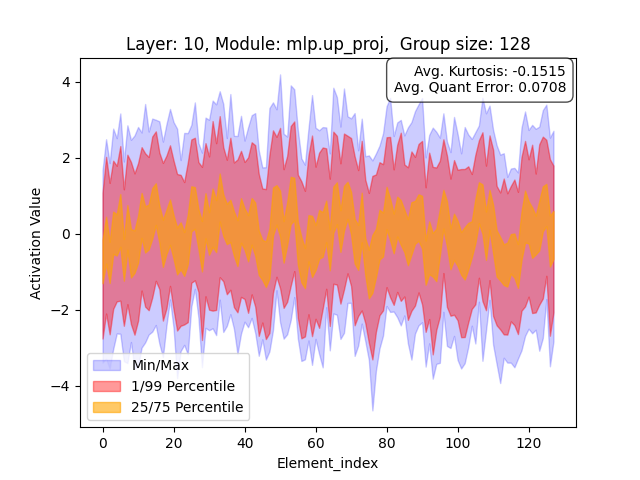 Layer: 10, Module: mlp.up_proj,  Group size: 128
Avg. Kurtosis: -0.1515
Avg. Quant Error: 0.0708
Activation Value
4
2
0
−2
−4
Min/Max
1/99 Percentile
25/75 Percentile
0
20
40
60
80
100
120
Element_index